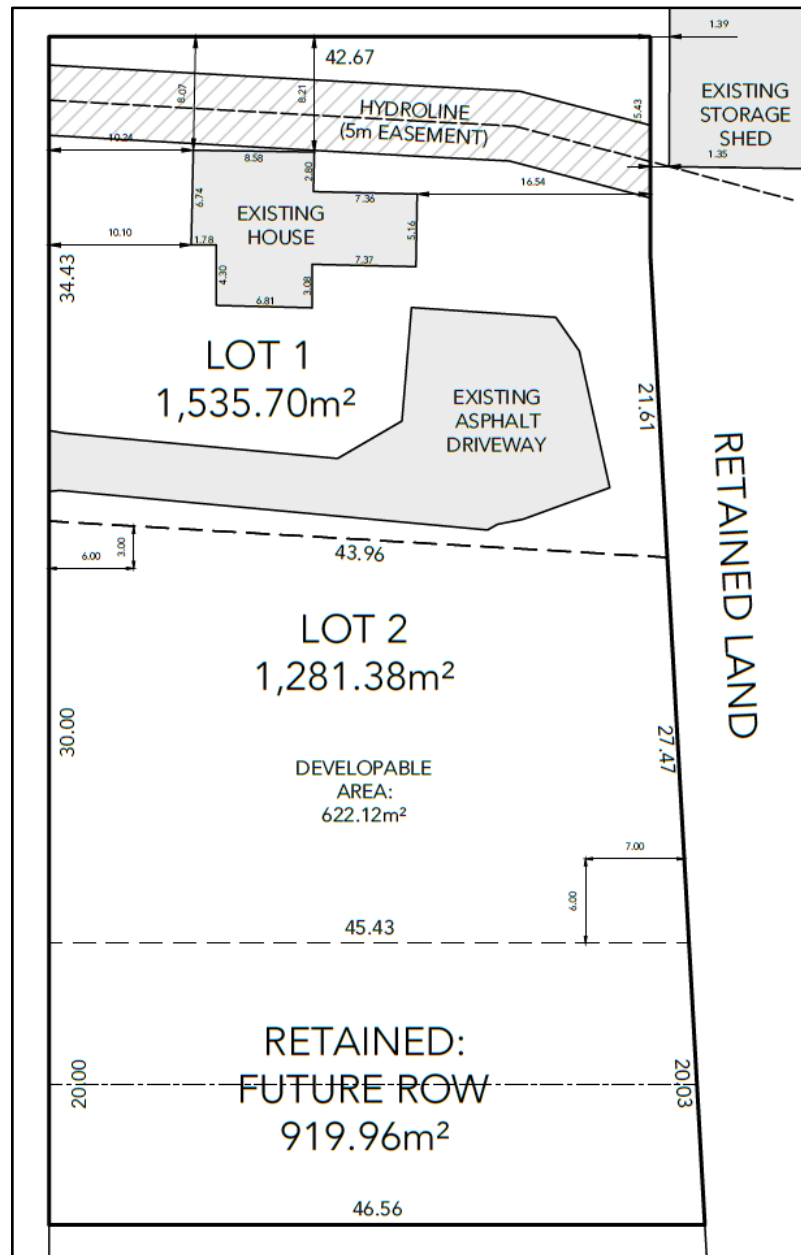 1.39
42.67
8.07
8.21
EXISTING
STORAGE
SHED
HYDROLINE
(5m EASEMENT)
5.43
10.24
8.58
2.80
1.35
16.54
7.36
6.74
EXISTING
HOUSE
10.10
1.78
5.16
7.37
4.30
3.08
6.81
34.43
LOT 1
1,535.70m²
EXISTING
ASPHALT
DRIVEWAY
21.61
RETAINED LAND
43.96
6.00
3.00
LOT 2
1,281.38m²
30.00
27.47
DEVELOPABLE
AREA:
622.12m²
7.00
6.00
45.43
RETAINED:
FUTURE ROW
919.96m²
20.00
20.03
46.56